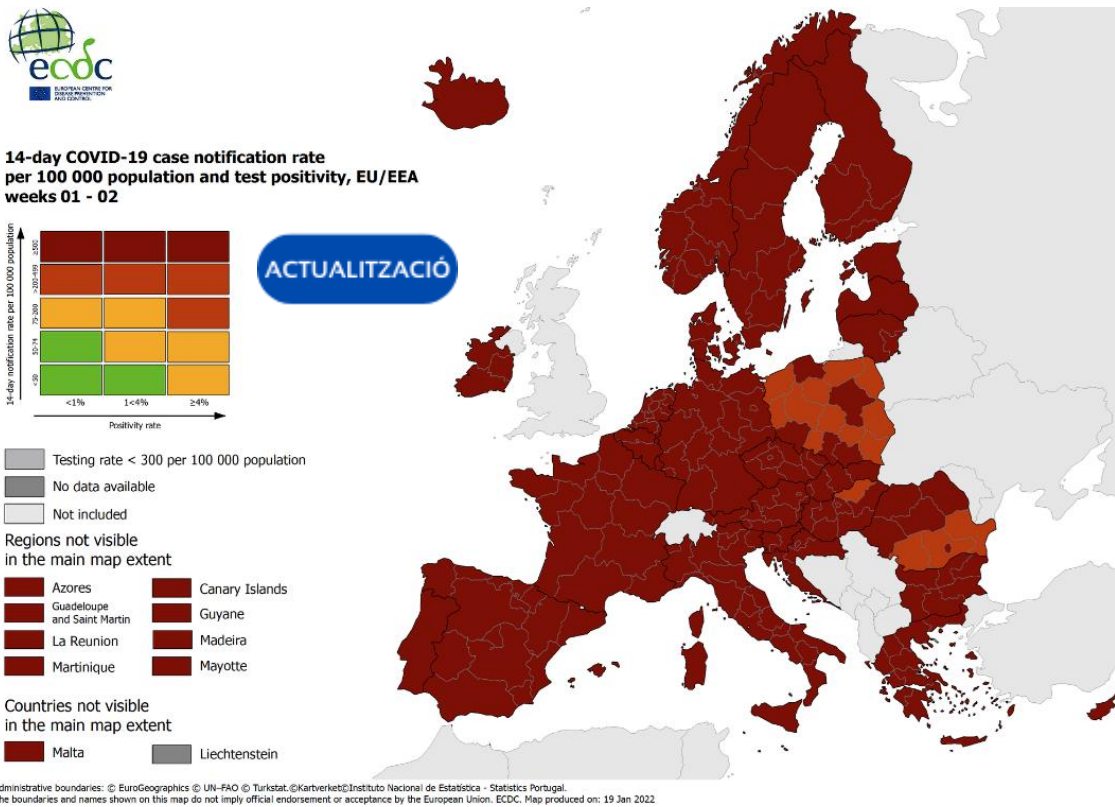 ecdc
EUROPEAN CENTRE FOR
DISEASE PREVENTION
AND CONTROL
14-day COVID-19 case notification rate
per 100 000 population and test positivity, EU/EEA
weeks 01 - 02
ACTUALITZACIÓ
14-day notification rate per 100 000 population
≥500
>200-499
75-200
50-74
<50
<1%
1<4%
≥4%
Positivity rate
Testing rate < 300 per 100 000 population
No data available
Not included
Regions not visible
in the main map extent
Azores
Canary Islands
Guadeloupe
and Saint Martin
Guyane
La Reunion
Madeira
Martinique
Mayotte
Countries not visible
in the main map extent
Malta
Liechtenstein
dministrative boundaries: © EuroGeographics © UN–FAO © Turkstat.©Kartverket©Instituto Nacional de Estatística - Statistics Portugal.
he boundaries and names shown on this map do not imply official endorsement or acceptance by the European Union. ECDC. Map produced on: 19 Jan 2022